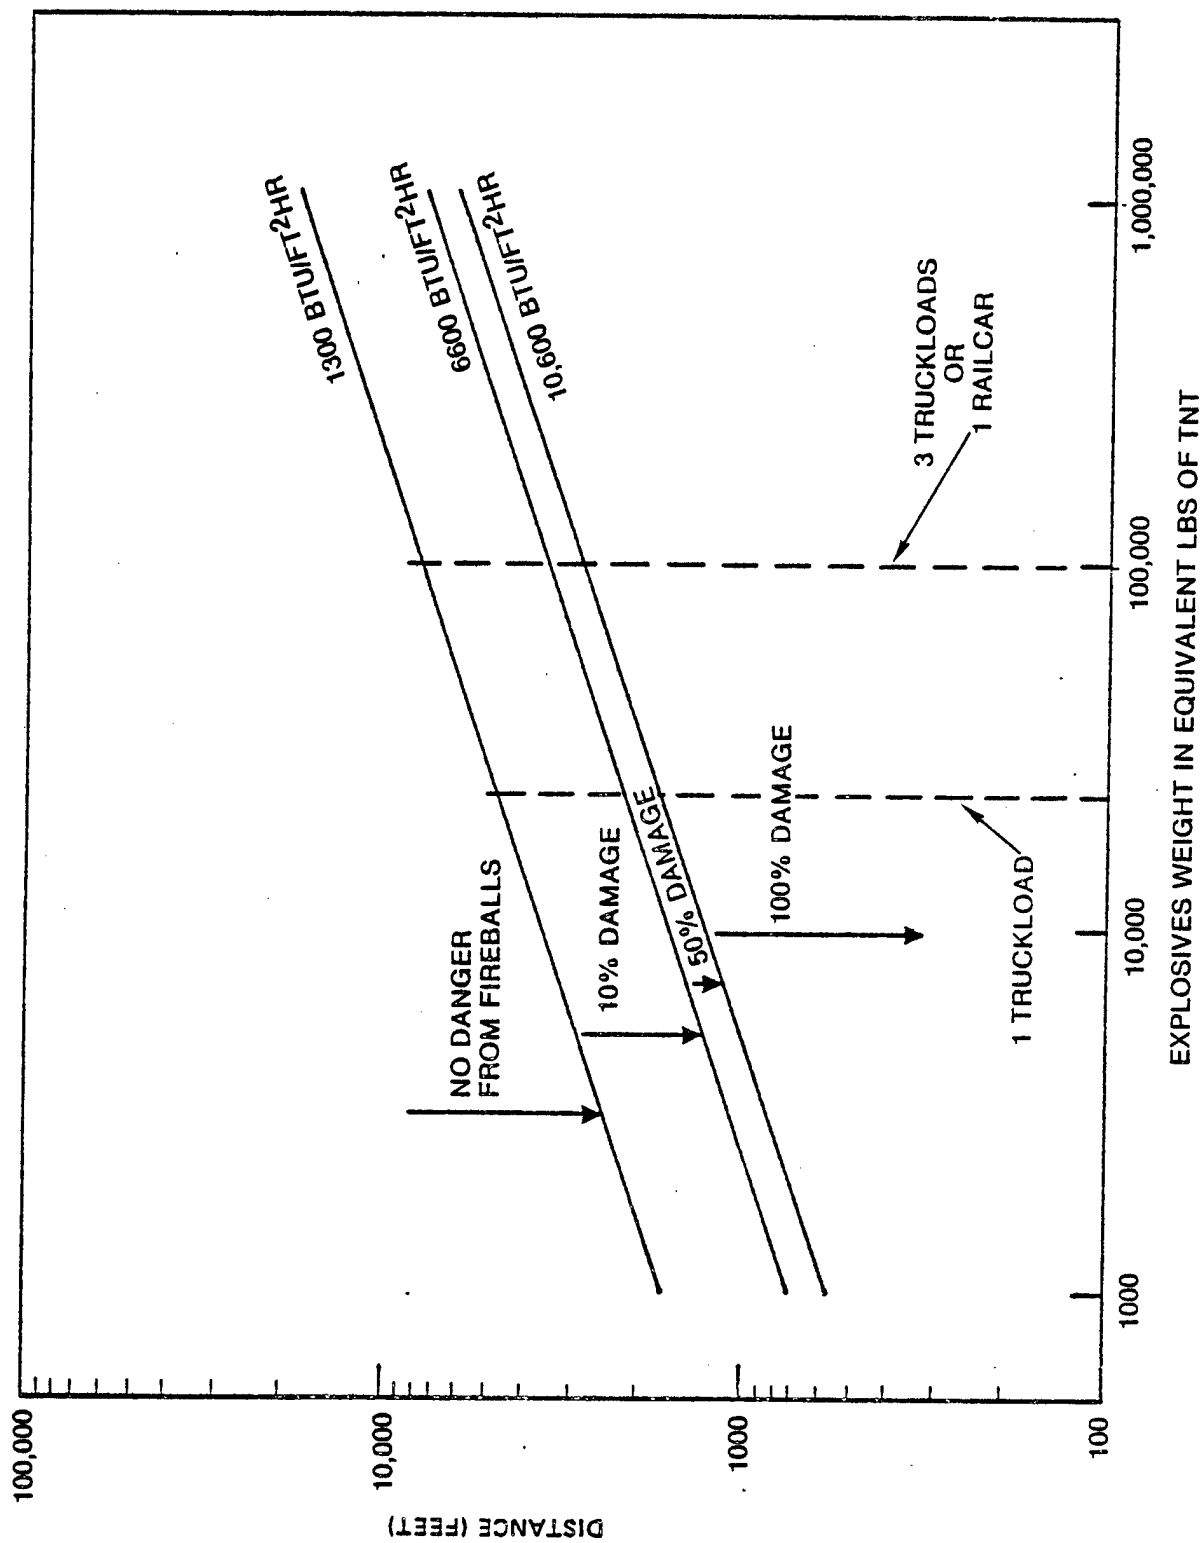 1300 BTU/FT2HR
6600 BTU/FT2HR
10,600 BTU/FT2HR
NO DANGER
FROM FIREBALLS
10% DAMAGE
50% DAMAGE
100% DAMAGE
1 TRUCKLOAD
3 TRUCKLOADS
OR
1 RAILCAR
DISTANCE (FEET)
100,000
10,000
1000
100
1000
10,000
100,000
1,000,000
EXPLOSIVES WEIGHT IN EQUIVALENT LBS OF TNT